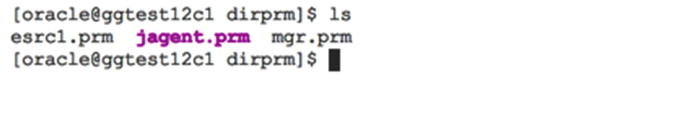 [oracle@ggtest12c1 dirprm]$ ls
esrc1.prm  jagent.prm  mgr.prm
[oracle@ggtest12c1 dirprm]$